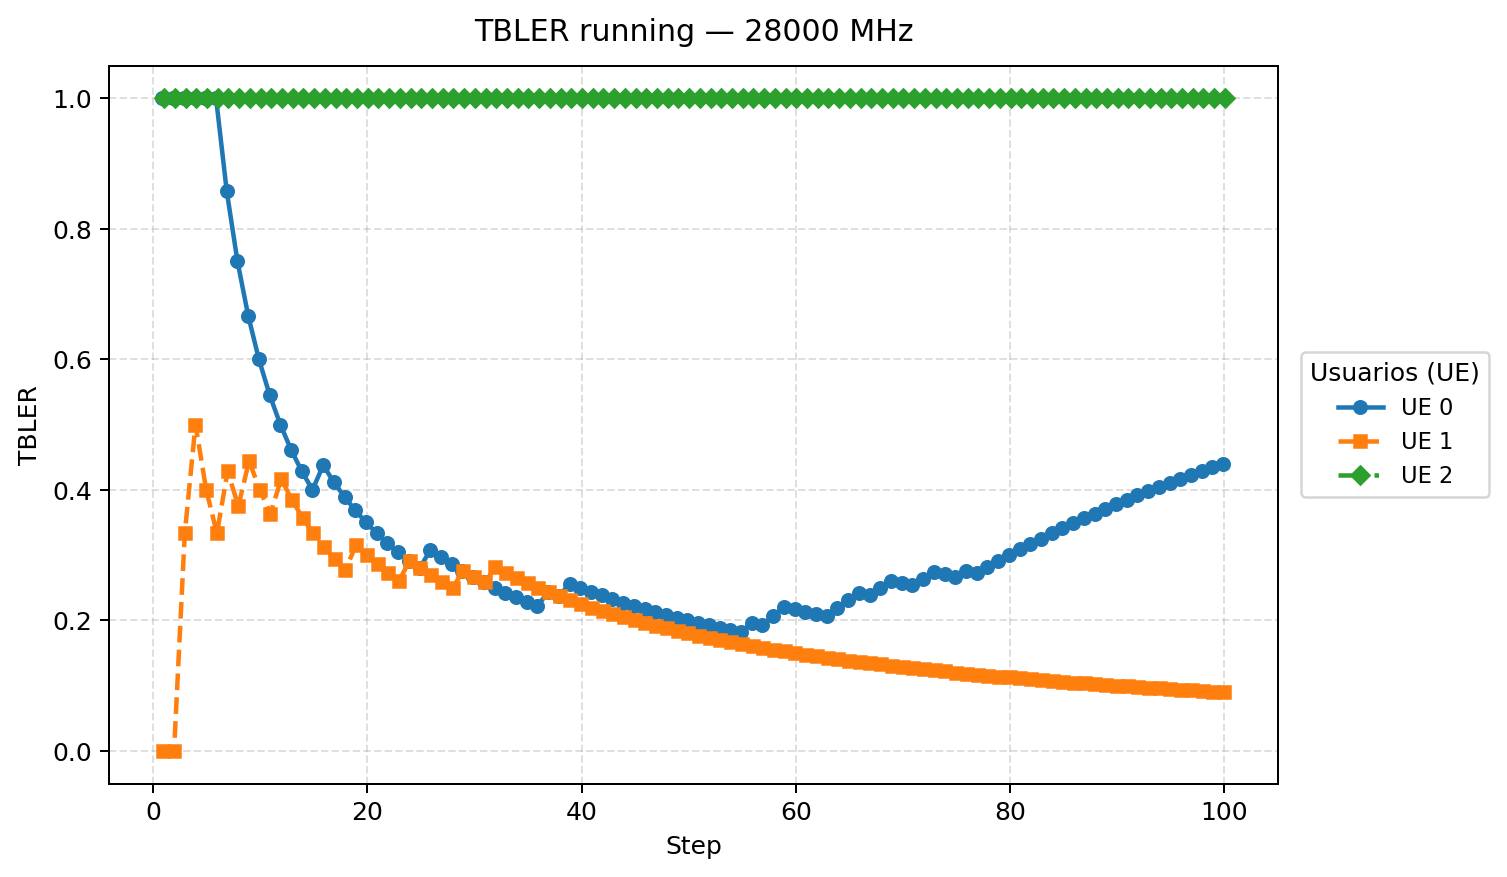 TBLER running — 28000 MHz
1.0
0.8
0.6
0.4
0.2
0.0
TBLER
0 20 40 60 80 100
Step
Usuarios (UE)
UE 0
UE 1
UE 2